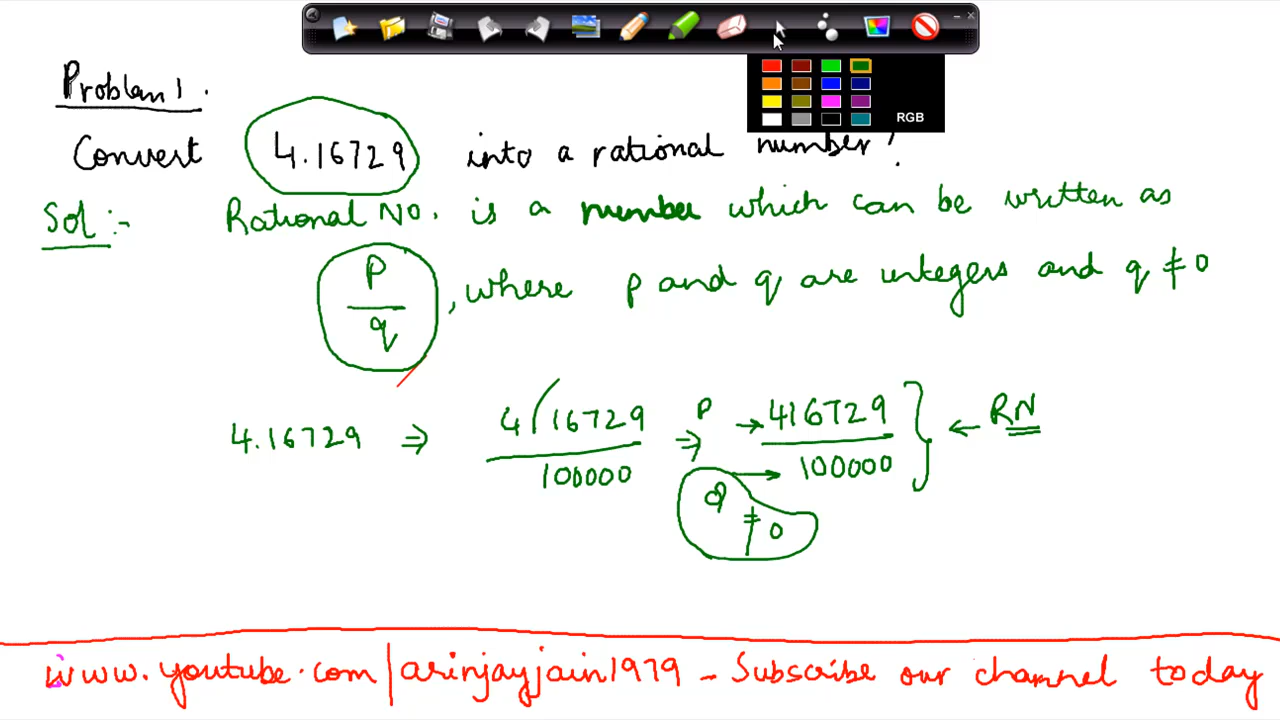 RGB
Problem 1.
Convert 4.16729 into a rational number?
Sol :- Rational No. is a number which can be written as
p/q , where p and q are integers and q ≠ 0
4.16729 ⇒ 4(16729/100000 ⇒ P → 416729/100000 } ← RN
q → ≠ 0
www.youtube.com/arinjayjain1979 - Subscribe our channel today